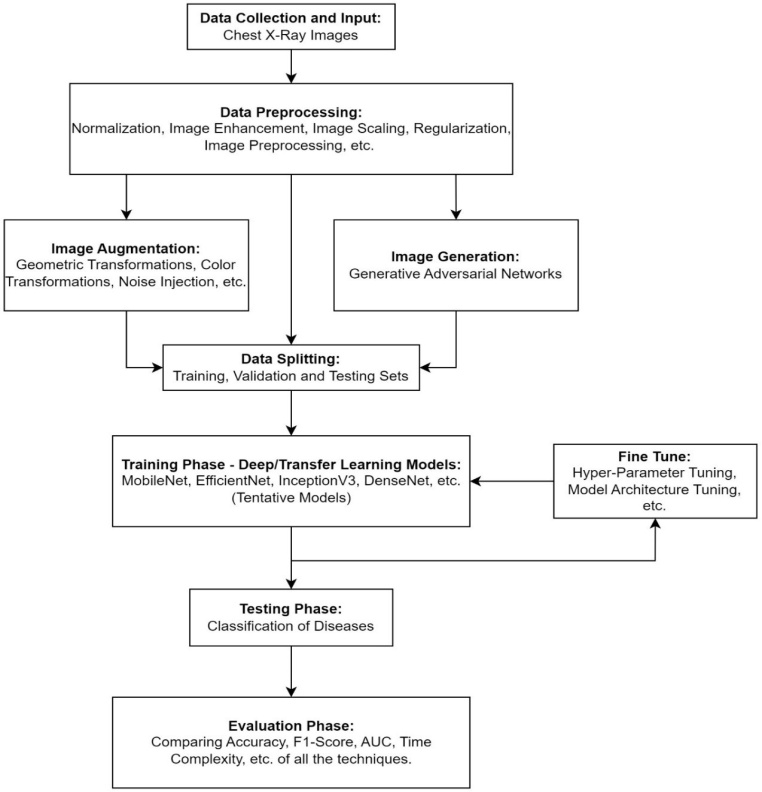 Data Collection and Input:
Chest X-Ray Images
Data Preprocessing:
Normalization, Image Enhancement, Image Scaling, Regularization,
Image Preprocessing, etc.
Image Augmentation:
Geometric Transformations, Color
Transformations, Noise Injection, etc.
Image Generation:
Generative Adversarial Networks
Data Splitting:
Training, Validation and Testing Sets
Training Phase - Deep/Transfer Learning Models:
MobileNet, EfficientNet, InceptionV3, DenseNet, etc.
(Tentative Models)
Fine Tune:
Hyper-Parameter Tuning,
Model Architecture Tuning,
etc.
Testing Phase:
Classification of Diseases
Evaluation Phase:
Comparing Accuracy, F1-Score, AUC, Time
Complexity, etc. of all the techniques.